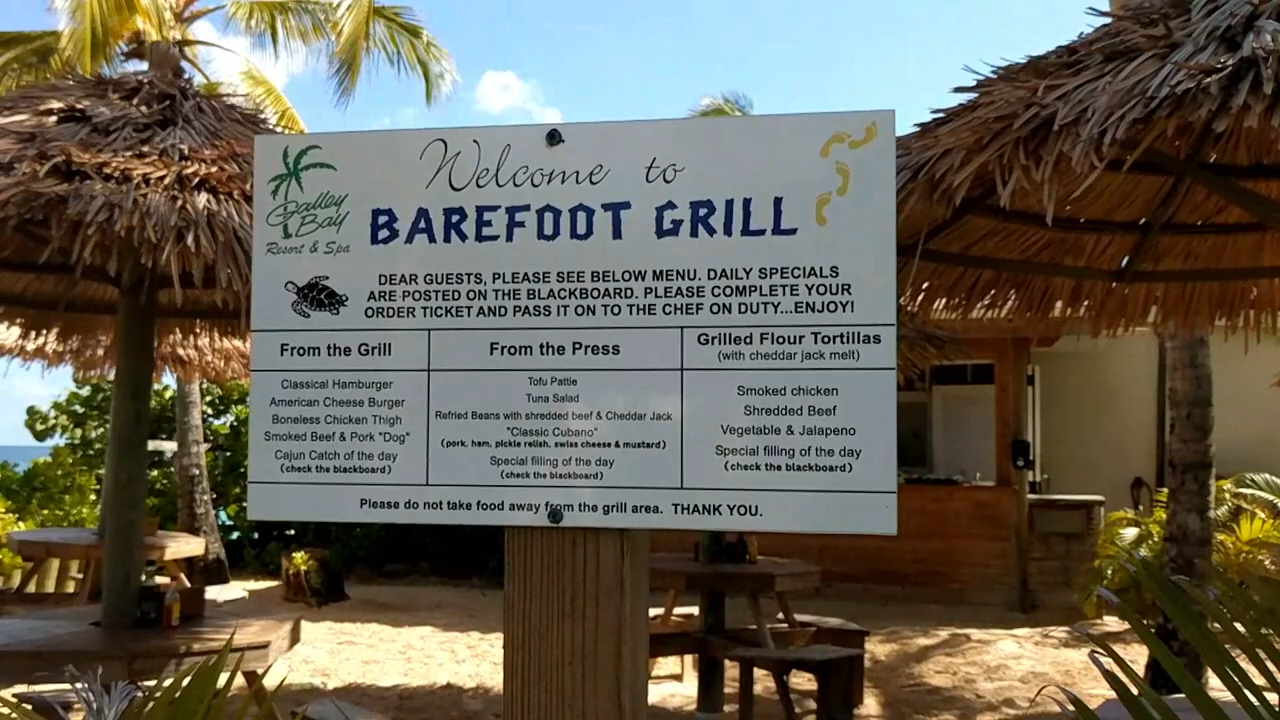 Welcome to
BAREFOOT GRILL
Galley
Bay
Resort & Spa
DEAR GUESTS, PLEASE SEE BELOW MENU. DAILY SPECIALS
ARE POSTED ON THE BLACKBOARD. PLEASE COMPLETE YOUR
ORDER TICKET AND PASS IT ON TO THE CHEF ON DUTY...ENJOY!
From the Grill
Classical Hamburger
American Cheese Burger
Boneless Chicken Thigh
Smoked Beef & Pork "Dog"
Cajun Catch of the day
(check the blackboard)
From the Press
Tofu Pattie
Tuna Salad
Refried Beans with shredded beef & Cheddar Jack
"Classic Cubano"
(pork, ham, pickle relish, swiss cheese & mustard)
Special filling of the day
(check the blackboard)
Grilled Flour Tortillas
(with cheddar jack melt)
Smoked chicken
Shredded Beef
Vegetable & Jalapeno
Special filling of the day
(check the blackboard)
Please do not take food away from the grill area. THANK YOU.